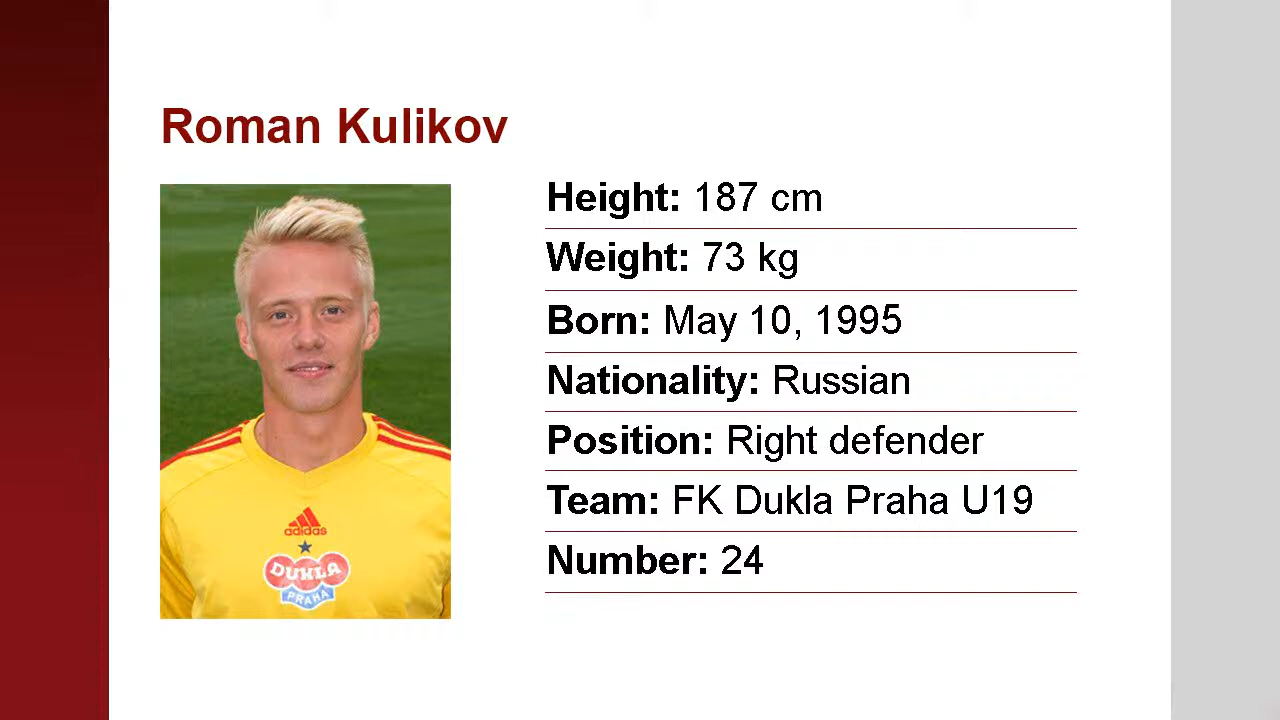 Roman Kulikov
Height: 187 cm
Weight: 73 kg
Born: May 10, 1995
Nationality: Russian
Position: Right defender
Team: FK Dukla Praha U19
Number: 24
adidas
DUKLA
PRAHA